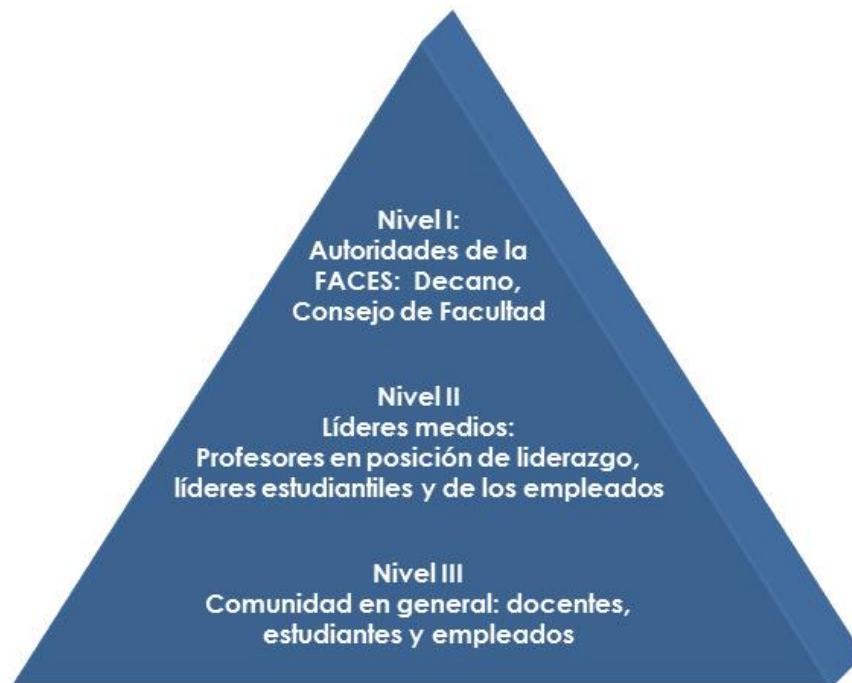 Nivel I:
Autoridades de la
FACES:  Decano,
Consejo de Facultad
Nivel II
Líderes medios:
Profesores en posición de liderazgo,
líderes estudiantiles y de los empleados
Nivel III
Comunidad en general: docentes,
estudiantes y empleados